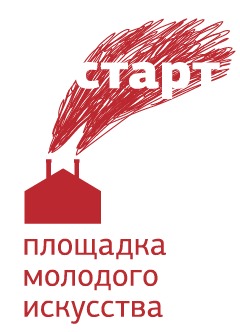 старт
площадка
молодого
искусства